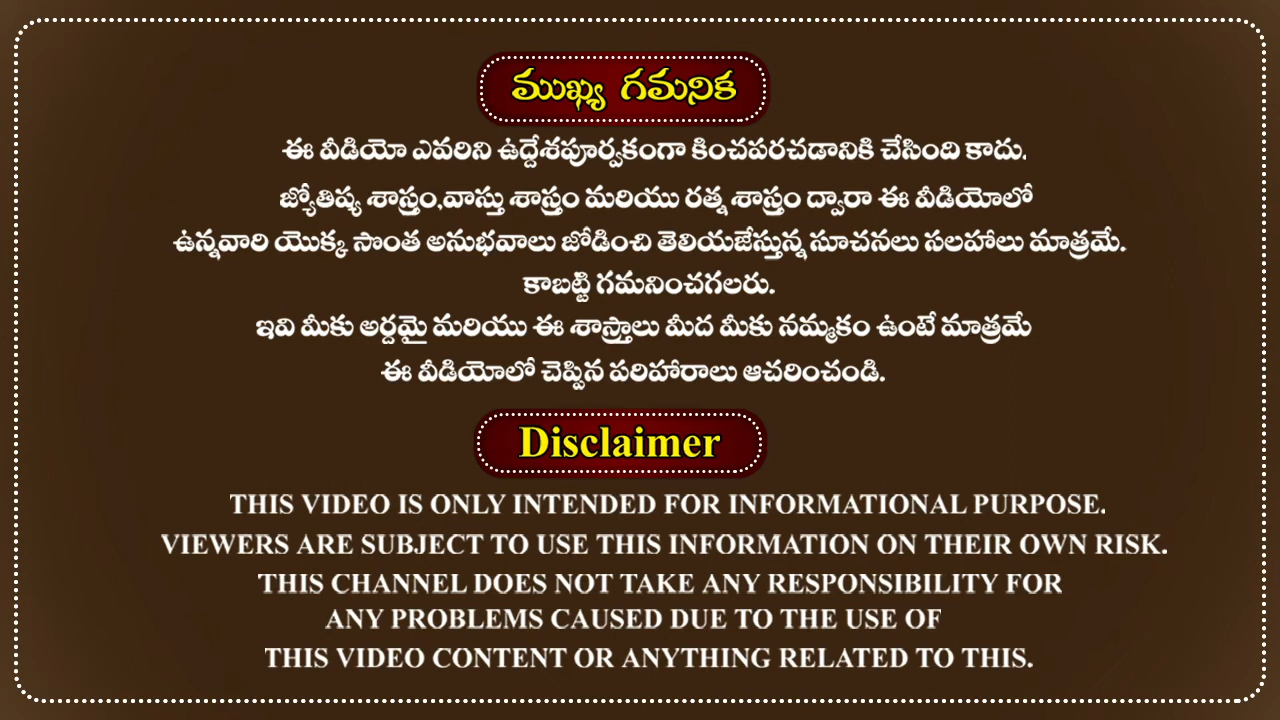 ముఖ్య గమనిక
ఈ వీడియో ఎవరిని ఉద్దేశపూర్వకంగా కించపరచడానికి చేసింది కాదు.
జ్యోతిష్య శాస్త్రం,వాస్తు శాస్త్రం మరియు రత్న శాస్త్రం ద్వారా ఈ వీడియోలో
ఉన్నవారి యొక్క సొంత అనుభవాలు జోడించి తెలియజేస్తున్న సూచనలు సలహాలు మాత్రమే.
కాబట్టి గమనించగలరు.
ఇవి మీకు అర్దమై మరియు ఈ శాస్త్రాలు మీద మీకు నమ్మకం ఉంటే మాత్రమే
ఈ వీడియోలో చెప్పిన పరిహారాలు ఆచరించండి.
Disclaimer
THIS VIDEO IS ONLY INTENDED FOR INFORMATIONAL PURPOSE.
VIEWERS ARE SUBJECT TO USE THIS INFORMATION ON THEIR OWN RISK.
THIS CHANNEL DOES NOT TAKE ANY RESPONSIBILITY FOR
ANY PROBLEMS CAUSED DUE TO THE USE OF
THIS VIDEO CONTENT OR ANYTHING RELATED TO THIS.